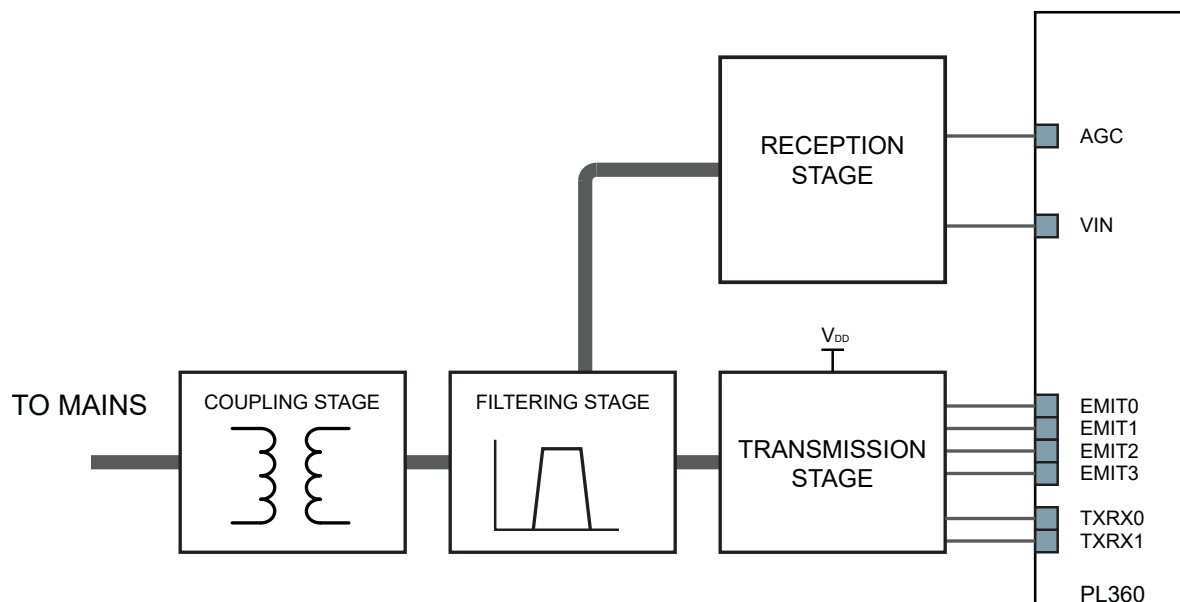 RECEPTION
STAGE
AGC
VIN
VDD
TO MAINS
COUPLING STAGE
FILTERING STAGE
TRANSMISSION
STAGE
EMIT0
EMIT1
EMIT2
EMIT3
TXRX0
TXRX1
PL360